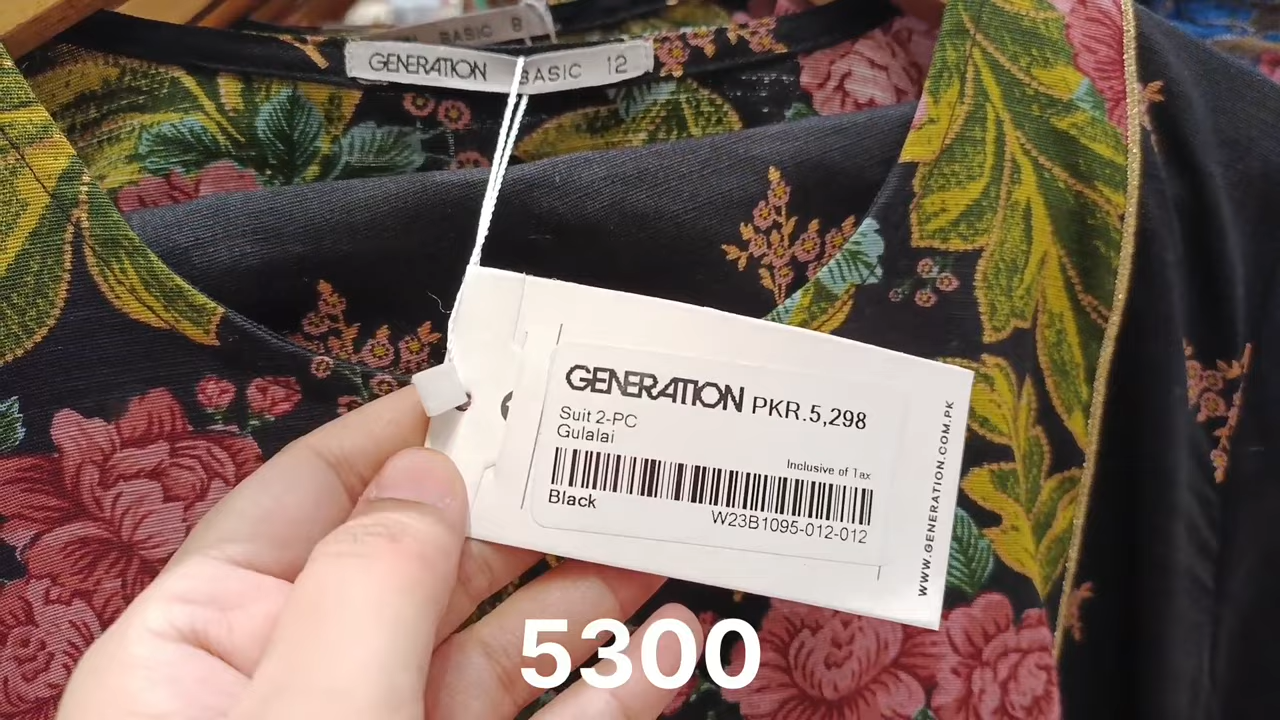 BASIC 8
GENERATION BASIC 12
GENERATION PKR.5,298
Suit 2-PC
Gulalai
Inclusive of Tax
Black
W23B1095-012-012
WWW.GENERATION.COM.PK
5300